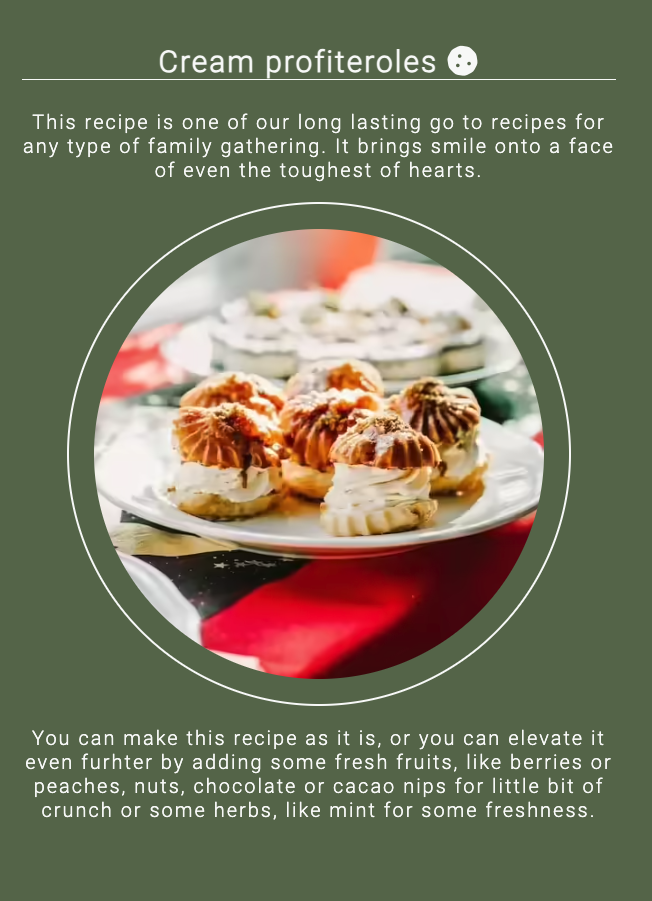 Cream profiteroles
This recipe is one of our long lasting go to recipes for
any type of family gathering. It brings smile onto a face
of even the toughest of hearts.
You can make this recipe as it is, or you can elevate it
even furhter by adding some fresh fruits, like berries or
peaches, nuts, chocolate or cacao nips for little bit of
crunch or some herbs, like mint for some freshness.